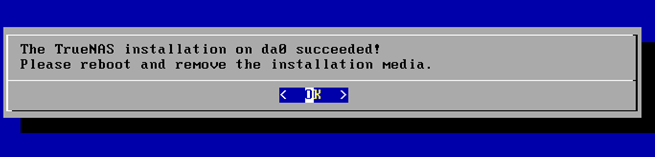 The TrueNAS installation on da0 succeeded!
Please reboot and remove the installation media.
< OK >